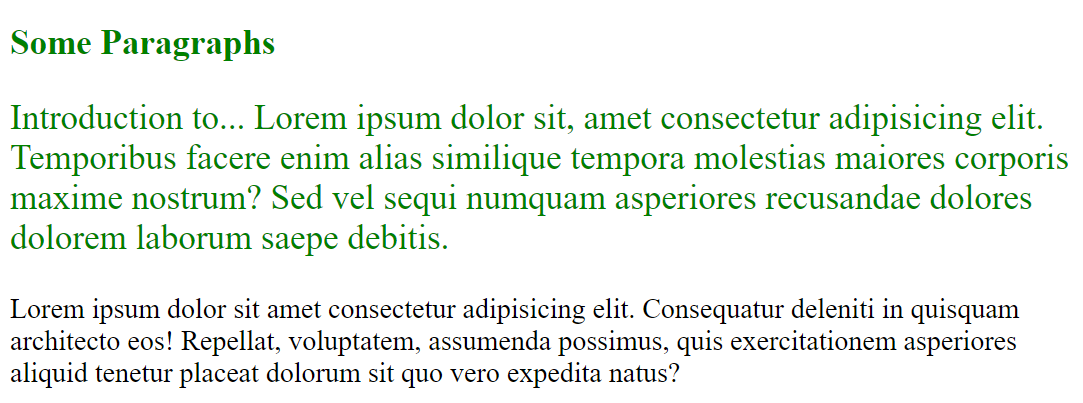 Some Paragraphs
Introduction to... Lorem ipsum dolor sit, amet consectetur adipisicing elit.
Temporibus facere enim alias similique tempora molestias maiores corporis
maxime nostrum? Sed vel sequi numquam asperiores recusandae dolores
dolorem laborum saepe debitis.
Lorem ipsum dolor sit amet consectetur adipisicing elit. Consequatur deleniti in quisquam
architecto eos! Repellat, voluptatem, assumenda possimus, quis exercitationem asperiores
aliquid tenetur placeat dolorum sit quo vero expedita natus?